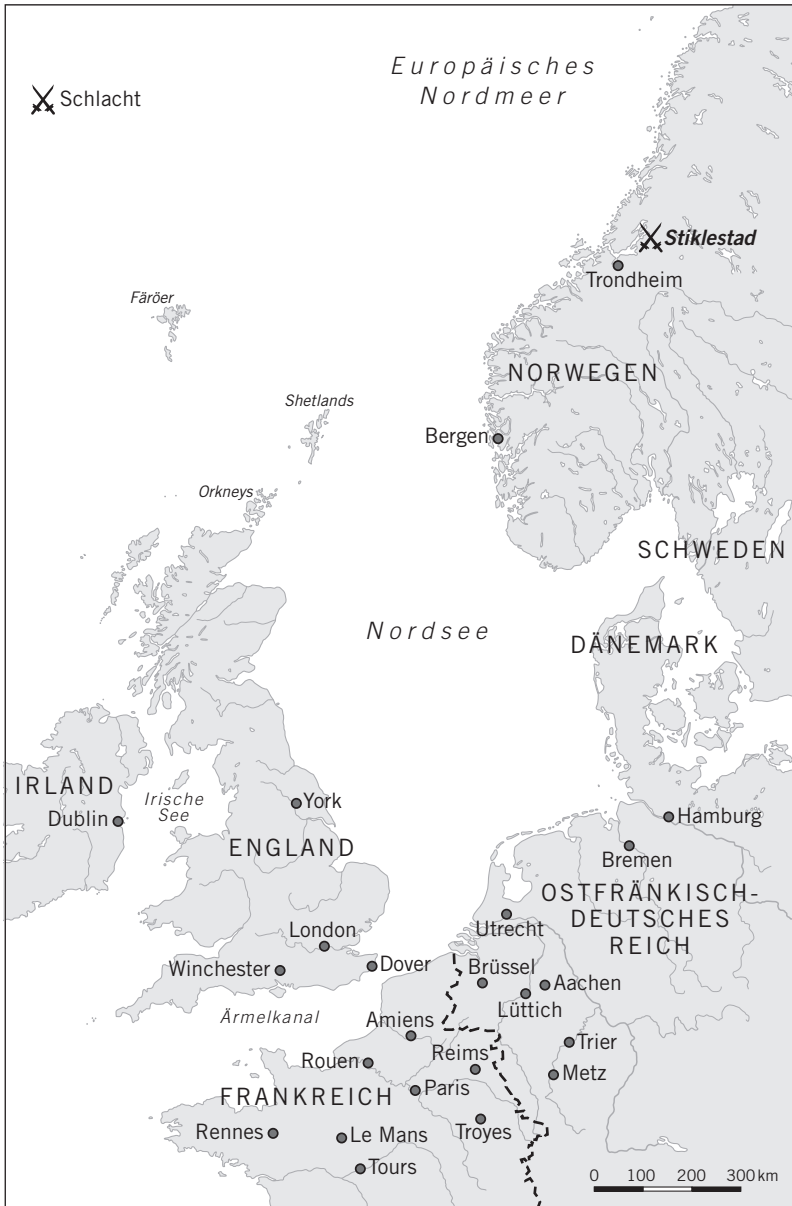 Europäisches
Nordmeer
Schlacht
Stiklestad
Trondheim
Färöer
NORWEGEN
Shetlands
Bergen
Orkneys
SCHWEDEN
Nordsee
DÄNEMARK
IRLAND
Irische
See
York
Dublin
Hamburg
ENGLAND
Bremen
OSTFRÄNKISCH-
DEUTSCHES
REICH
Utrecht
London
Winchester
Dover
Brüssel
Aachen
Lüttich
Ärmelkanal
Amiens
Trier
Rouen
Reims
Metz
FRANKREICH
Paris
Rennes
Le Mans
Troyes
Tours
0 100 200 300 km